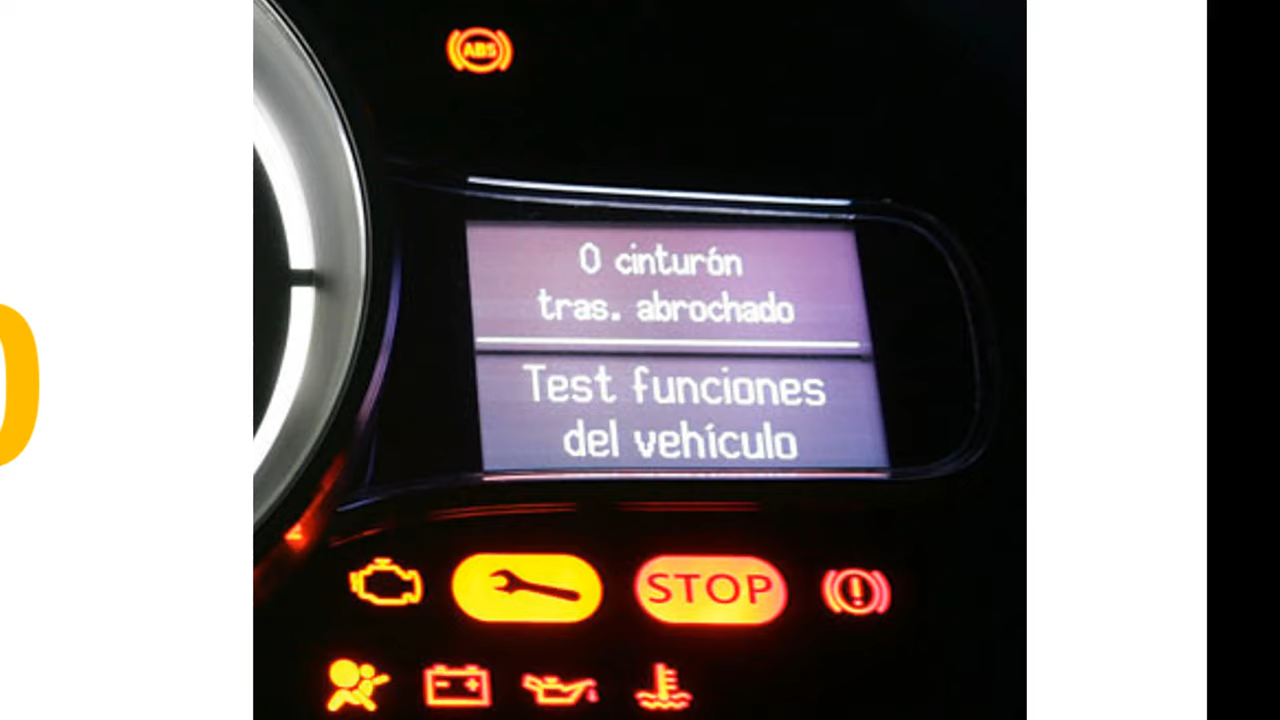 ABS
0 cinturón
tras. abrochado
Test funciones
del vehículo
STOP